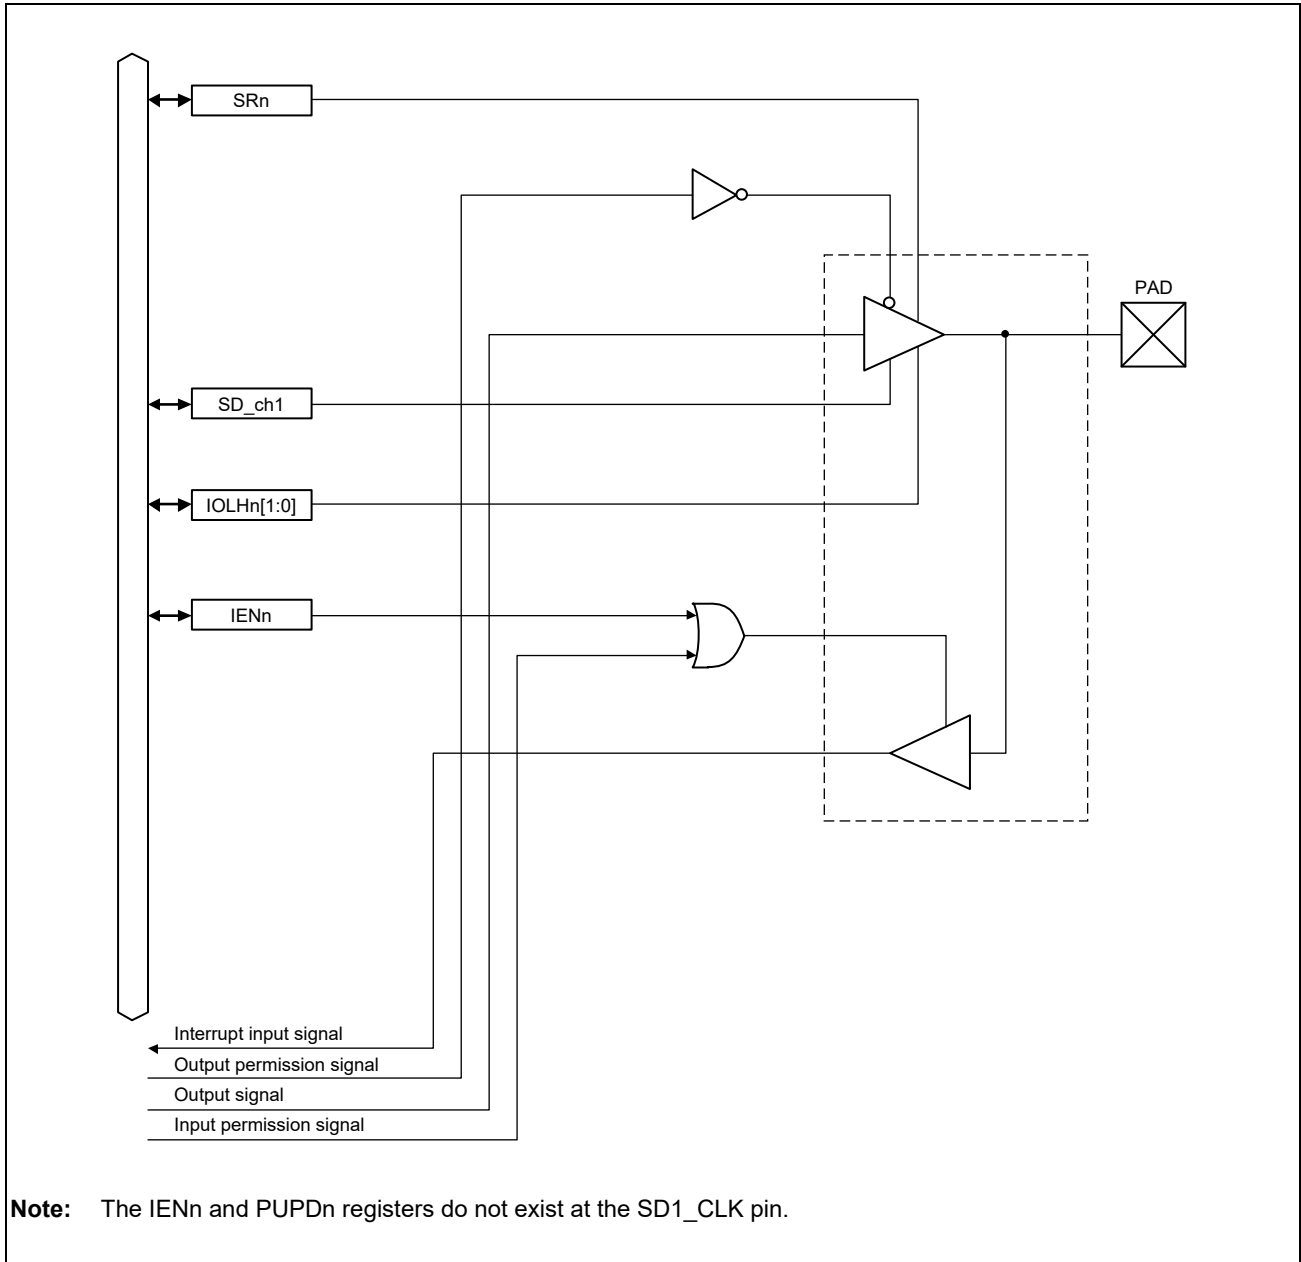 SRn
PAD
SD_ch1
IOLHn[1:0]
IENn
Interrupt input signal
Output permission signal
Output signal
Input permission signal
Note: The IENn and PUPDn registers do not exist at the SD1_CLK pin.